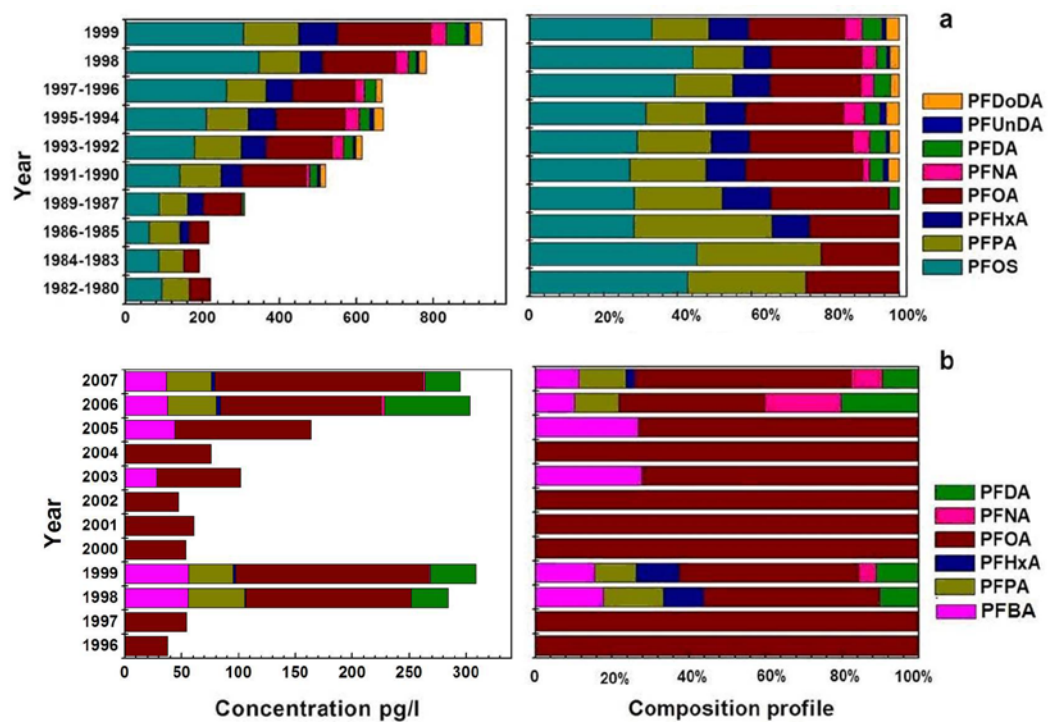 a
Year
1999
1998
1997-1996
1995-1994
1993-1992
1991-1990
1989-1987
1986-1985
1984-1983
1982-1980
0 200 400 600 800
0 20% 40% 60% 80% 100%
PFDoDA
PFUnDA
PFDA
PFNA
PFOA
PFHxA
PFPA
PFOS
b
Year
2007
2006
2005
2004
2003
2002
2001
2000
1999
1998
1997
1996
0 50 100 150 200 250 300
0 20% 40% 60% 80% 100%
PFDA
PFNA
PFOA
PFHxA
PFPA
PFBA
Concentration pg/l
Composition profile